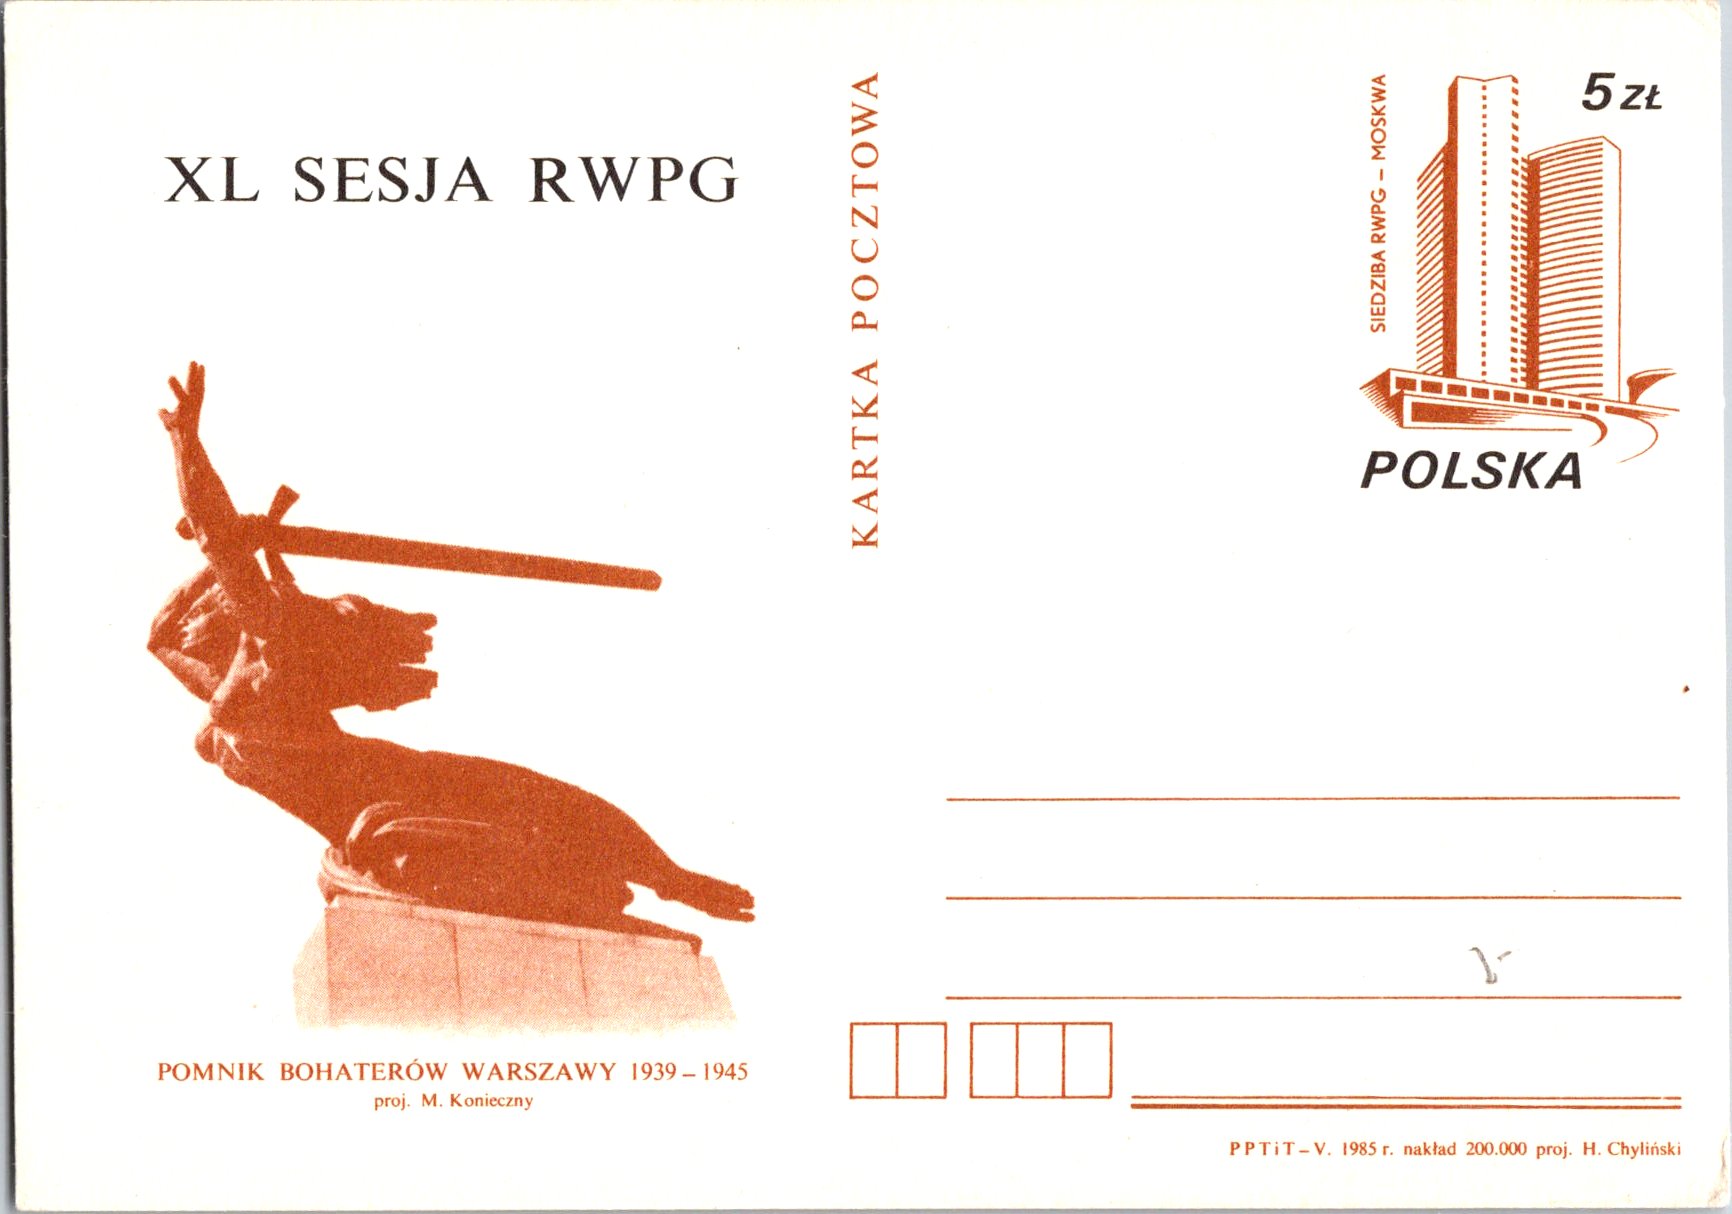 XL SESJA RWPG
POMNIK BOHATERÓW WARSZAWY 1939–1945
proj. M. Konieczny
KARTKA POCZTOWA
SIEDZIBA RWPG – MOSKWA
5 ZŁ
POLSKA
PPTiT–V. 1985 r. nakład 200.000 proj. H. Chyliński